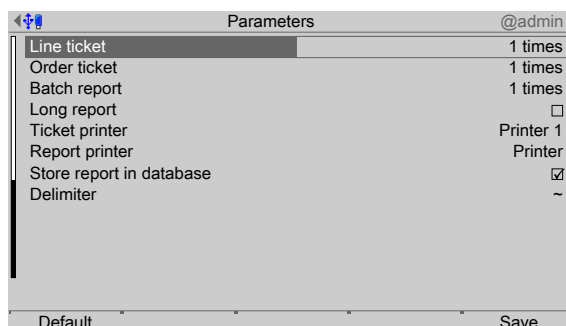 Parameters @admin
Line ticket 1 times
Order ticket 1 times
Batch report 1 times
Long report ☐
Ticket printer Printer 1
Report printer Printer
Store report in database ☑
Delimiter ~
Default Save